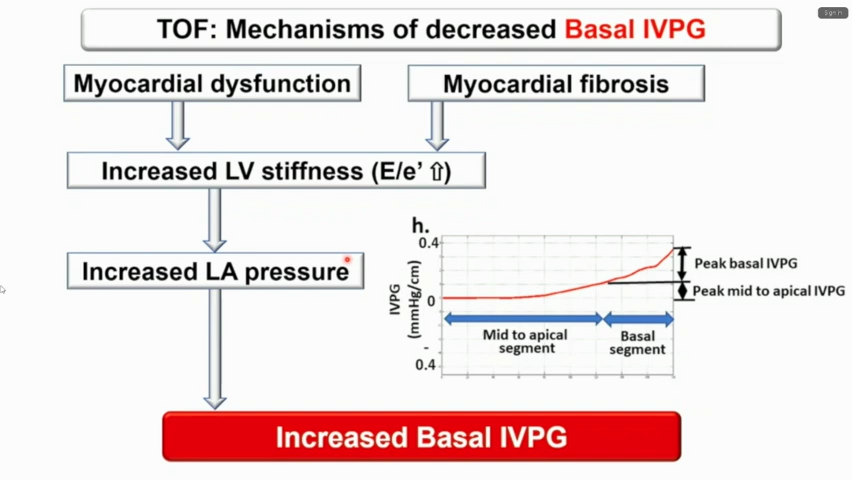 Sign In
TOF: Mechanisms of decreased Basal IVPG
Myocardial dysfunction
Myocardial fibrosis
Increased LV stiffness (E/e’ ⇧)
Increased LA pressure
h.
0.4
0
-
0.4
IVPG
(mmHg/cm)
Peak basal IVPG
Peak mid to apical IVPG
Mid to apical
segment
Basal
segment
Increased Basal IVPG